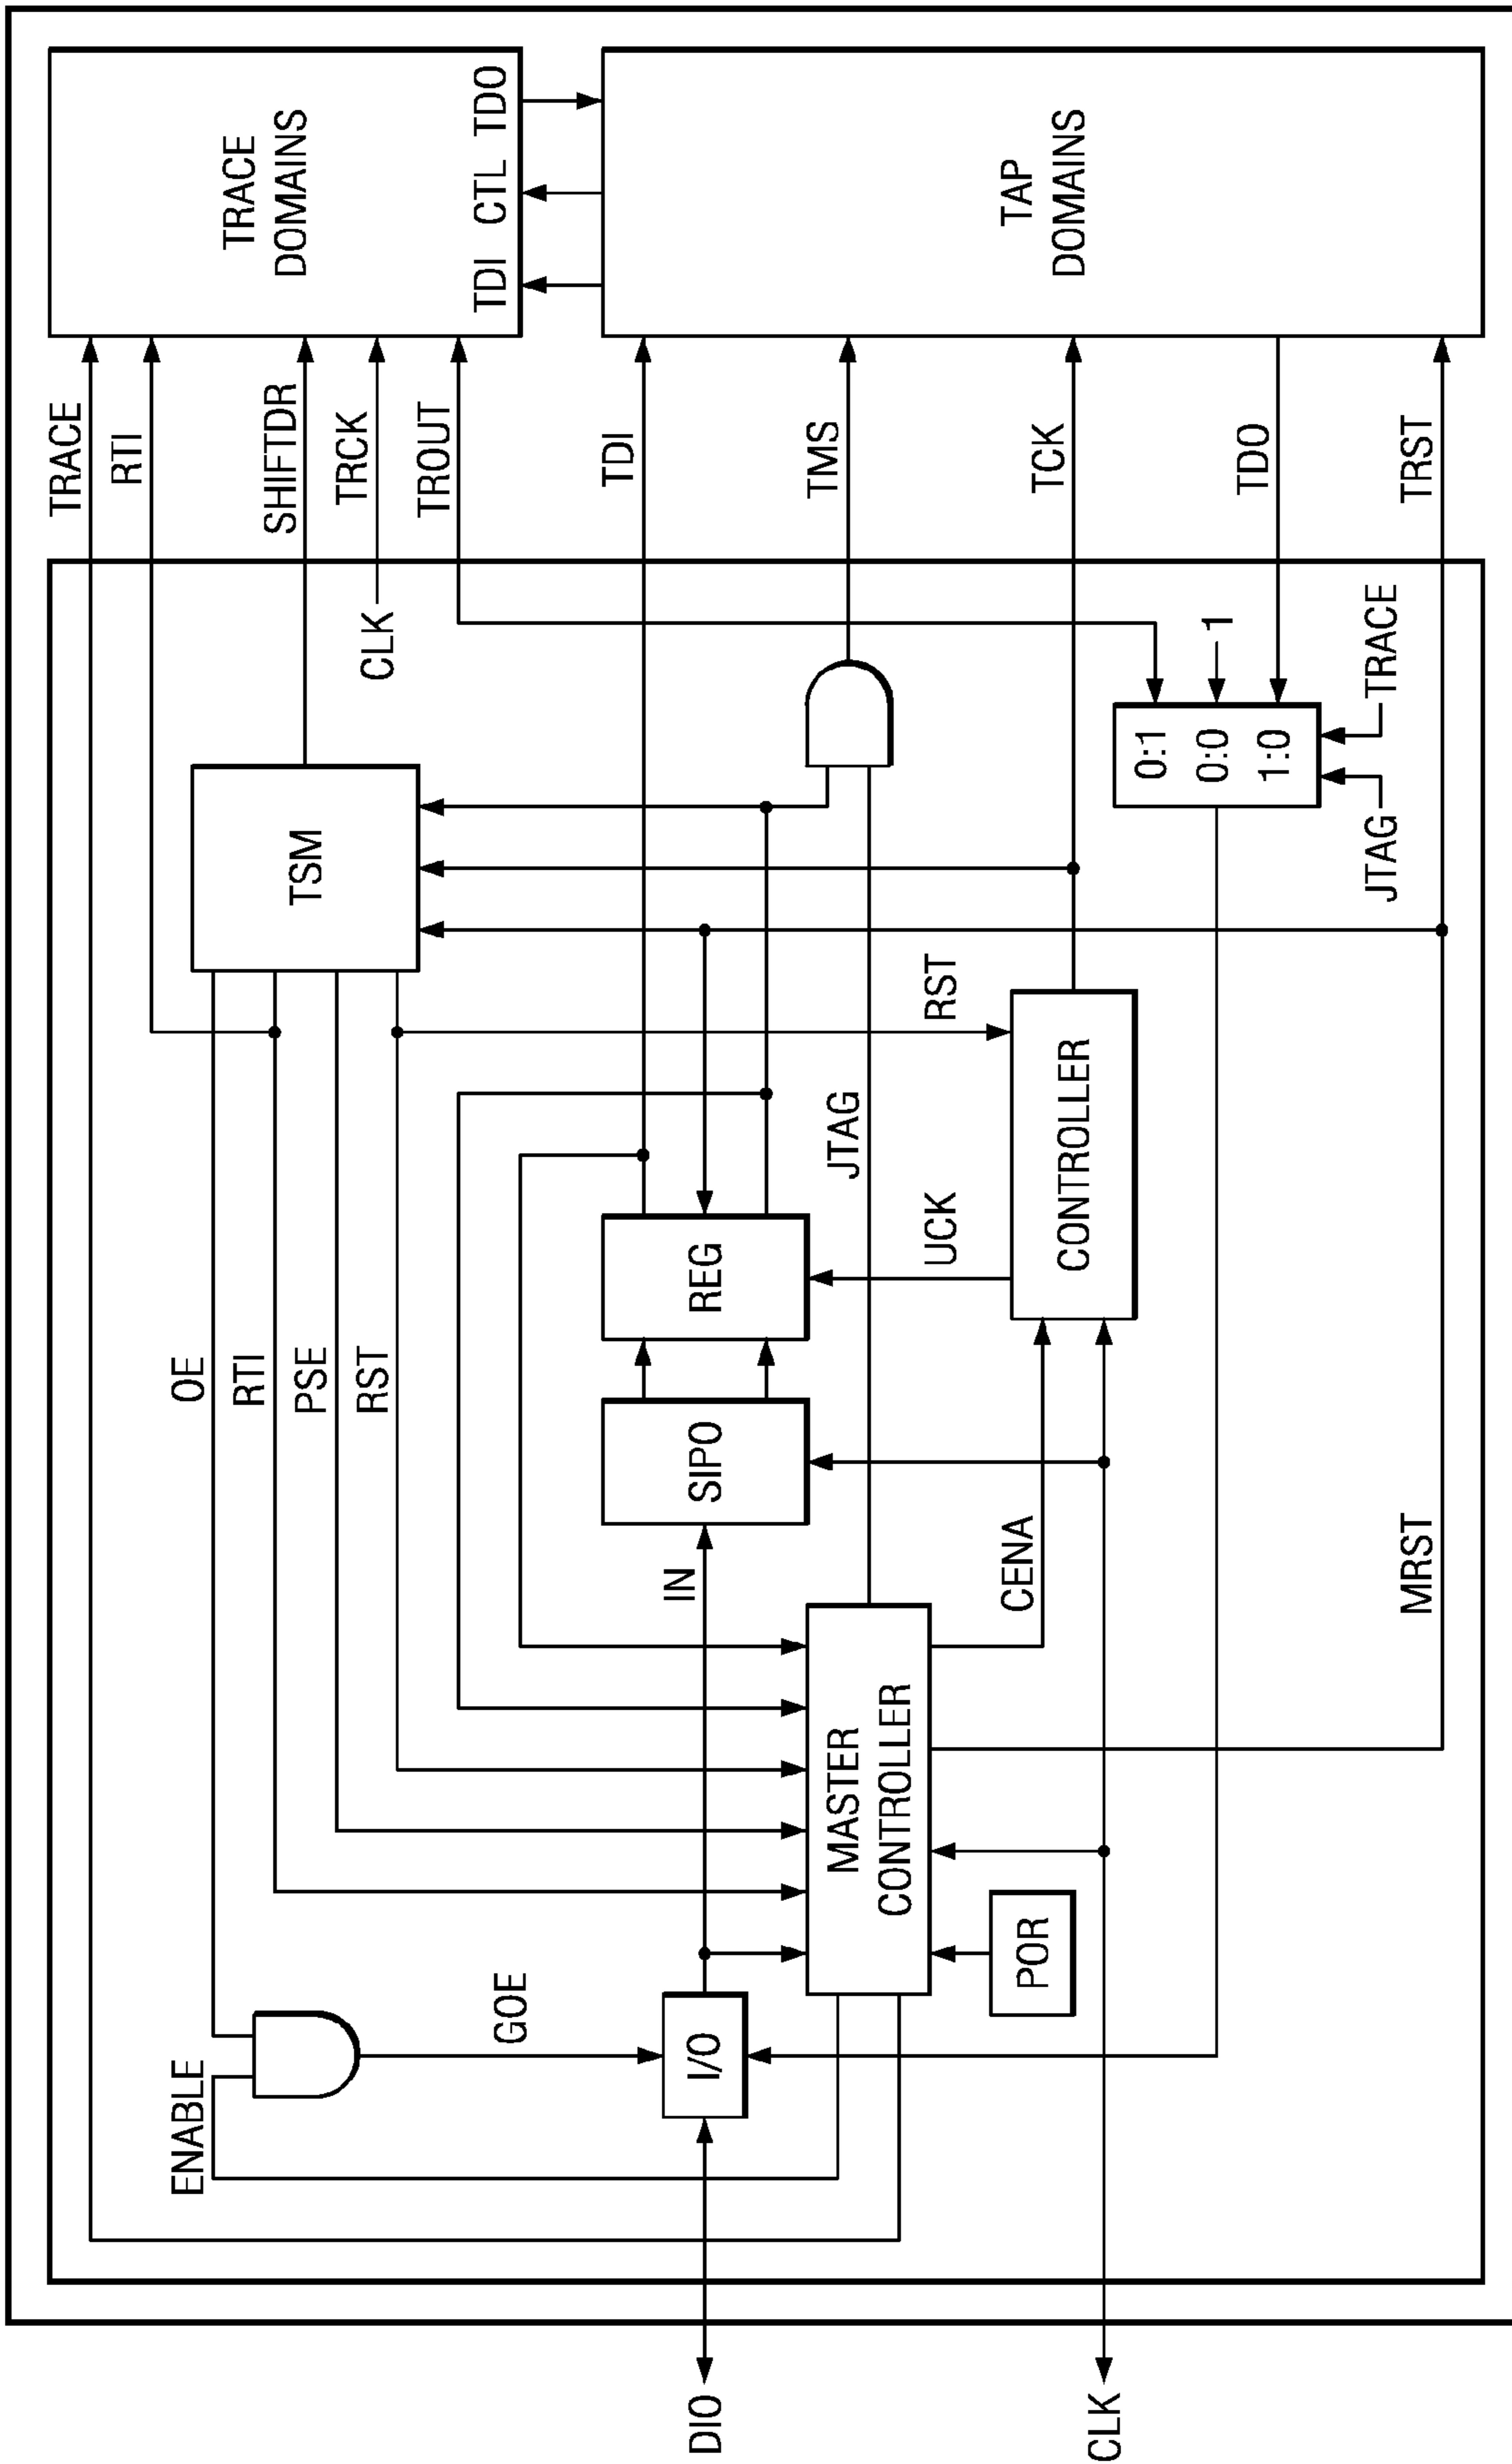 TRACE
DOMAINS
TDI CTL TDO
TAP
DOMAINS
TRACE
RTI
SHIFTDR
TRCK
TROUT
TDI
TMS
TCK
TDO
TRST
CLK
TSM
1
0:1
0:0
1:0
JTAG
TRACE
RST
CONTROLLER
JTAG
UCK
REG
SIPO
OE
RTI
PSE
RST
IN
CENA
MRST
MASTER
CONTROLLER
POR
GOE
I/O
ENABLE
DIO
CLK